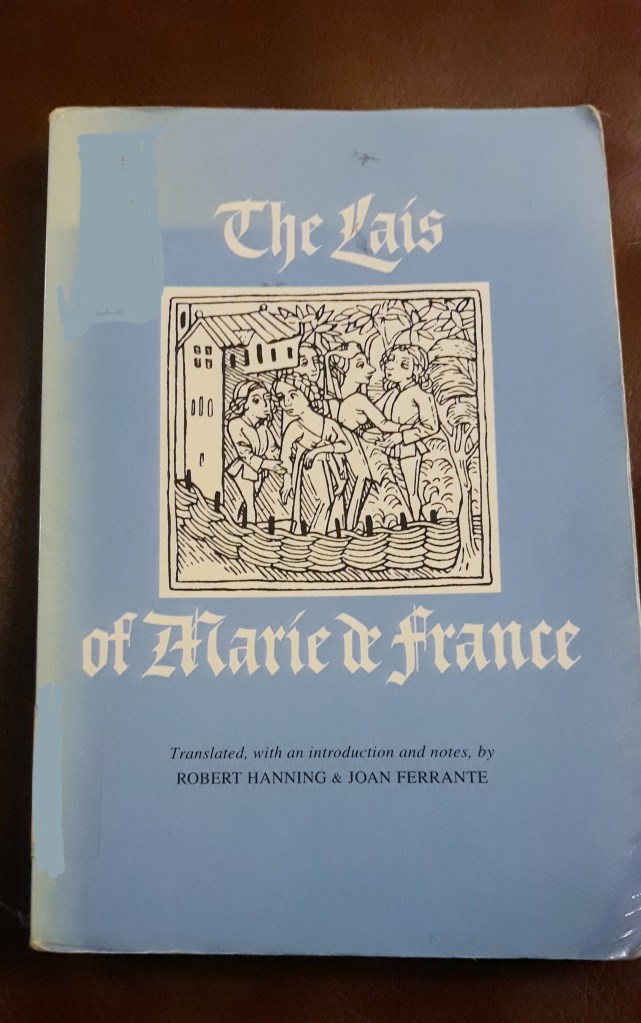 The Lais
of Marie de France
Translated, with an introduction and notes, by
ROBERT HANNING & JOAN FERRANTE